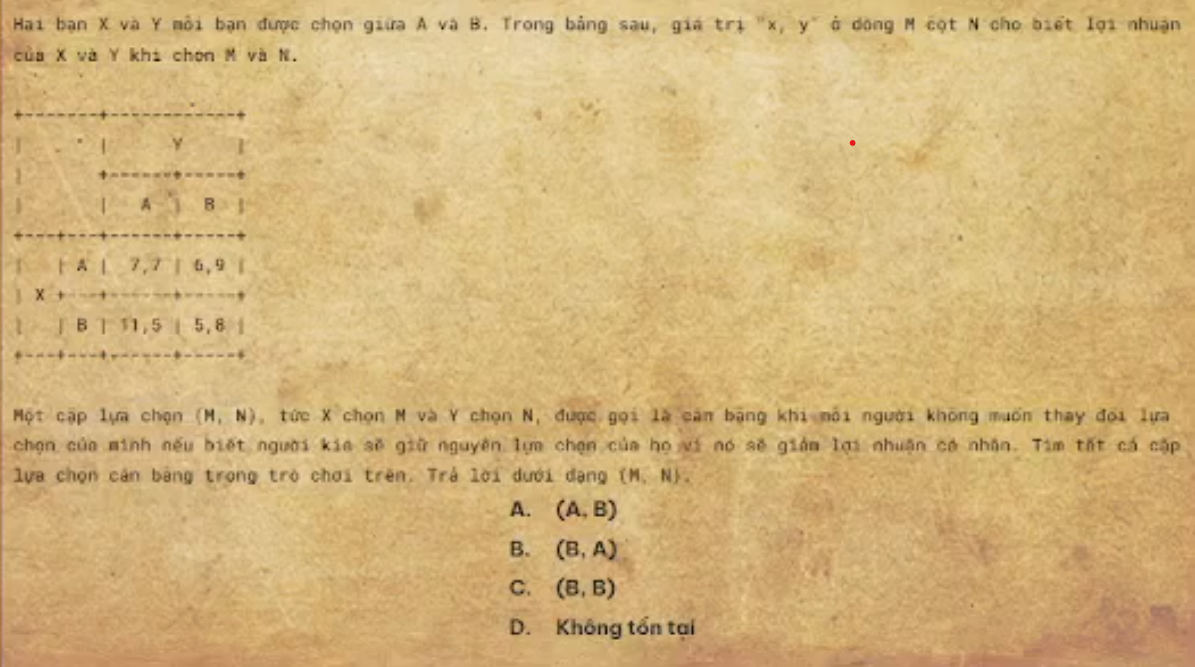 Hai bạn X và Y mỗi bạn được chọn giữa A và B. Trong bảng sau, giá trị "x, y" ở dòng M cột N cho biết lợi nhuận
của X và Y khi chọn M và N.
+-------+------------+
| | Y |
| +------+-----+
| | A | B |
+---+---+------+-----+
| | A | 7,7 | 6,9 |
| X +---+------+-----+
| | B | 11,5 | 5,8 |
+---+---+------+-----+
Một cặp lựa chọn (M, N), tức X chọn M và Y chọn N, được gọi là cân bằng khi mỗi người không muốn thay đổi lựa
chọn của mình nếu biết người kia sẽ giữ nguyên lựa chọn của họ vì nó sẽ giảm lợi nhuận cá nhân. Tìm tất cả cặp
lựa chọn cân bằng trong trò chơi trên. Trả lời dưới dạng (M, N).
A. (A, B)
B. (B, A)
C. (B, B)
D. Không tồn tại